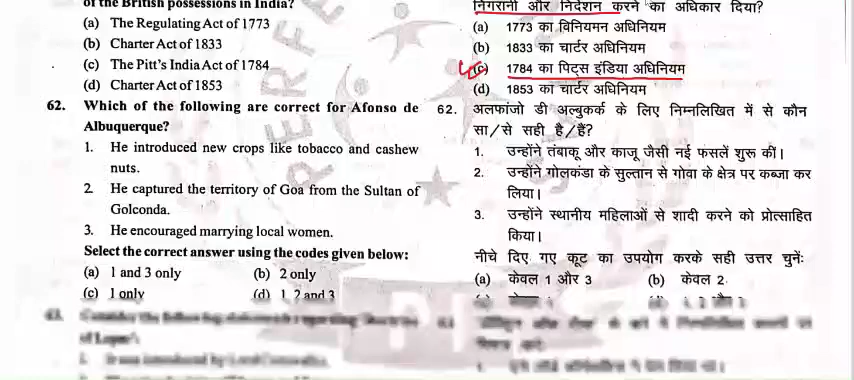 of the British possessions in India?
(a) The Regulating Act of 1773
(b) Charter Act of 1833
(c) The Pitt's India Act of 1784
(d) Charter Act of 1853
62. Which of the following are correct for Afonso de
Albuquerque?
1. He introduced new crops like tobacco and cashew
nuts.
2. He captured the territory of Goa from the Sultan of
Golconda.
3. He encouraged marrying local women.
Select the correct answer using the codes given below:
(a) 1 and 3 only (b) 2 only
(c) 1 only (d) 1, 2 and 3
निगरानी और निर्देशन करने का अधिकार दिया?
(a) 1773 का विनियमन अधिनियम
(b) 1833 का चार्टर अधिनियम
(c) 1784 का पिट्स इंडिया अधिनियम
(d) 1853 का चार्टर अधिनियम
62. अलफांजो डी अल्बुकर्क के लिए निम्नलिखित में से कौन
सा/से सही है/हैं?
1. उन्होंने तंबाकू और काजू जैसी नई फसलें शुरू कीं।
2. उन्होंने गोलकंडा के सुल्तान से गोवा के क्षेत्र पर कब्जा कर
लिया।
3. उन्होंने स्थानीय महिलाओं से शादी करने को प्रोत्साहित
किया।
नीचे दिए गए कूट का उपयोग करके सही उत्तर चुनेंः
(a) केवल 1 और 3 (b) केवल 2